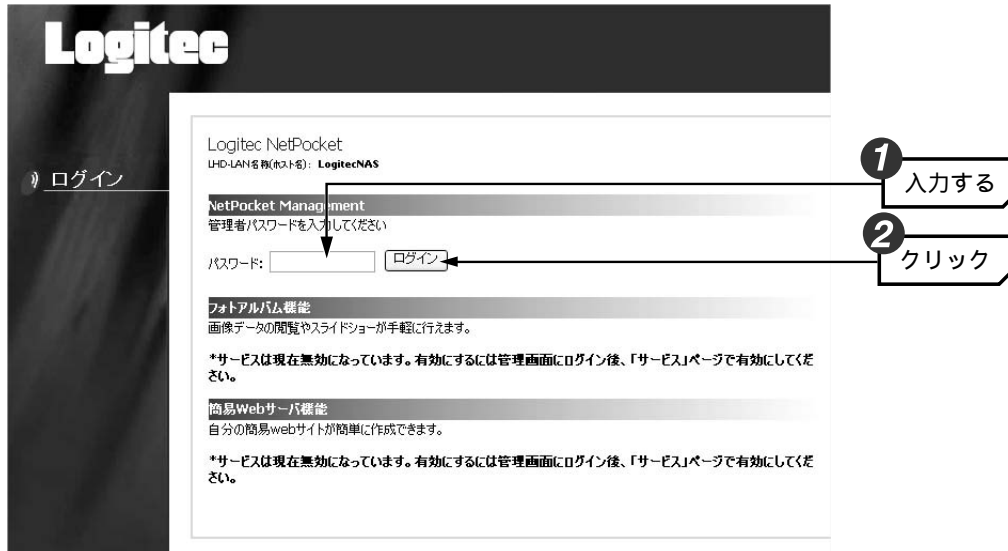 Logitec
ログイン
Logitec NetPocket
LHD-LAN名称(ホスト名): LogitecNAS
NetPocket Management
管理者パスワードを入力してください
パスワード:
ログイン
フォトアルバム機能
画像データの閲覧やスライドショーが手軽に行えます。
*サービスは現在無効になっています。有効にするには管理画面にログイン後、「サービス」ページで有効にしてくだ
さい。
簡易Webサーバ機能
自分の簡易webサイトが簡単に作成できます。
*サービスは現在無効になっています。有効にするには管理画面にログイン後、「サービス」ページで有効にしてくだ
さい。
1
入力する
2
クリック